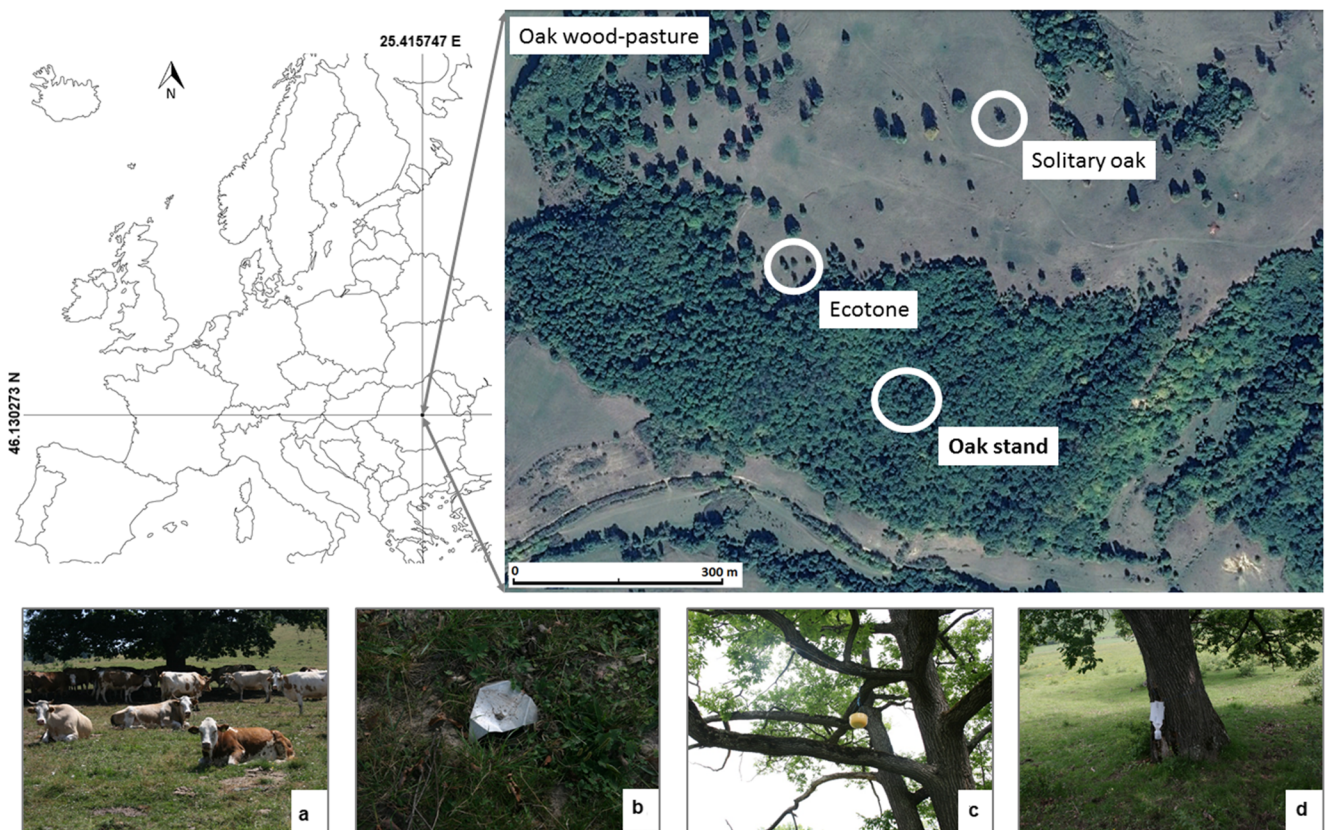 25.415747 E
N
46.130273 N
Oak wood-pasture
Solitary oak
Ecotone
Oak stand
0 300 m
a
b
c
d